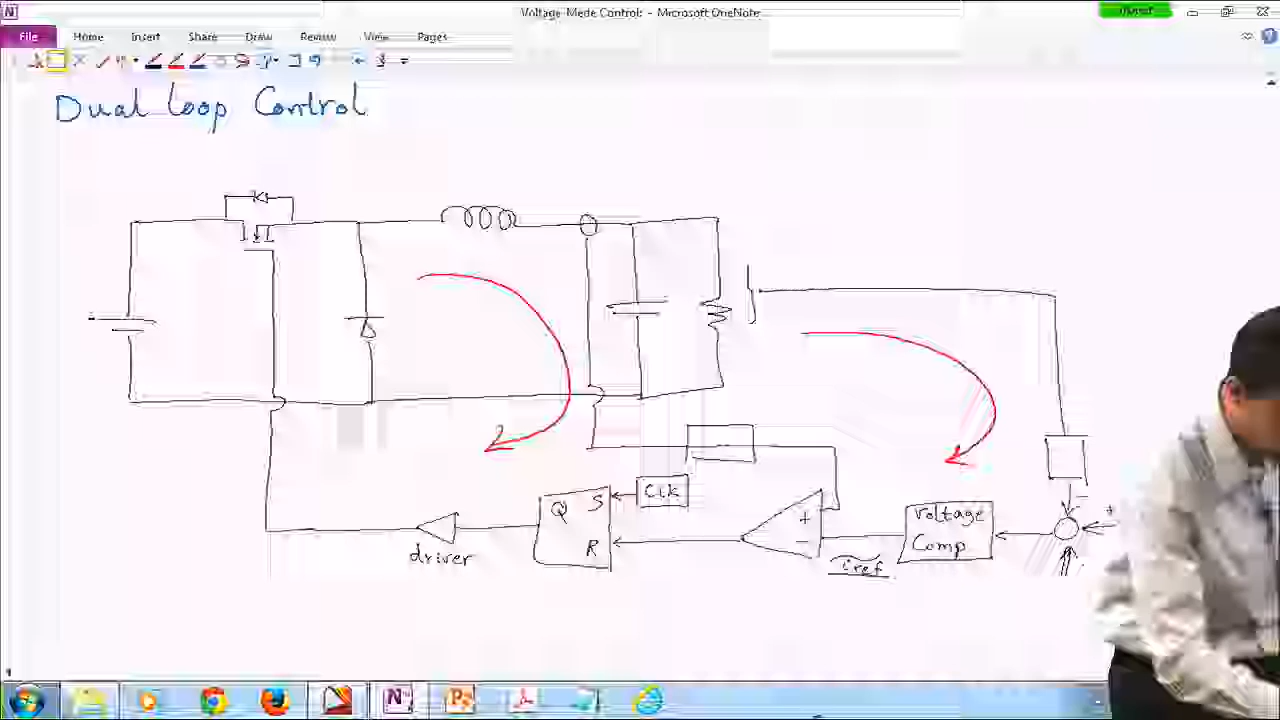 Voltage Mode Control: - Microsoft OneNote
File Home Insert Share Draw Review View Pages
Dual Loop Control
+
-
Q S Clk
R
+
-
driver
iref
Voltage
Comp
-
+